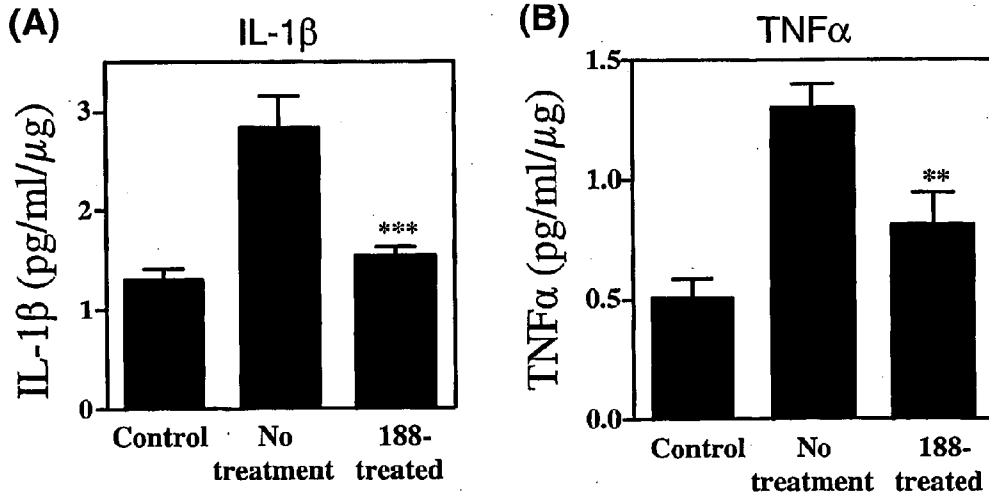 (A)
IL-1β
IL-1β (pg/ml/μg)
3
2
1
0
***
Control
No
treatment
188-
treated
(B)
TNFα
TNFα (pg/ml/μg)
1.5
1.0
0.5
0.0
**
Control
No
treatment
188-
treated